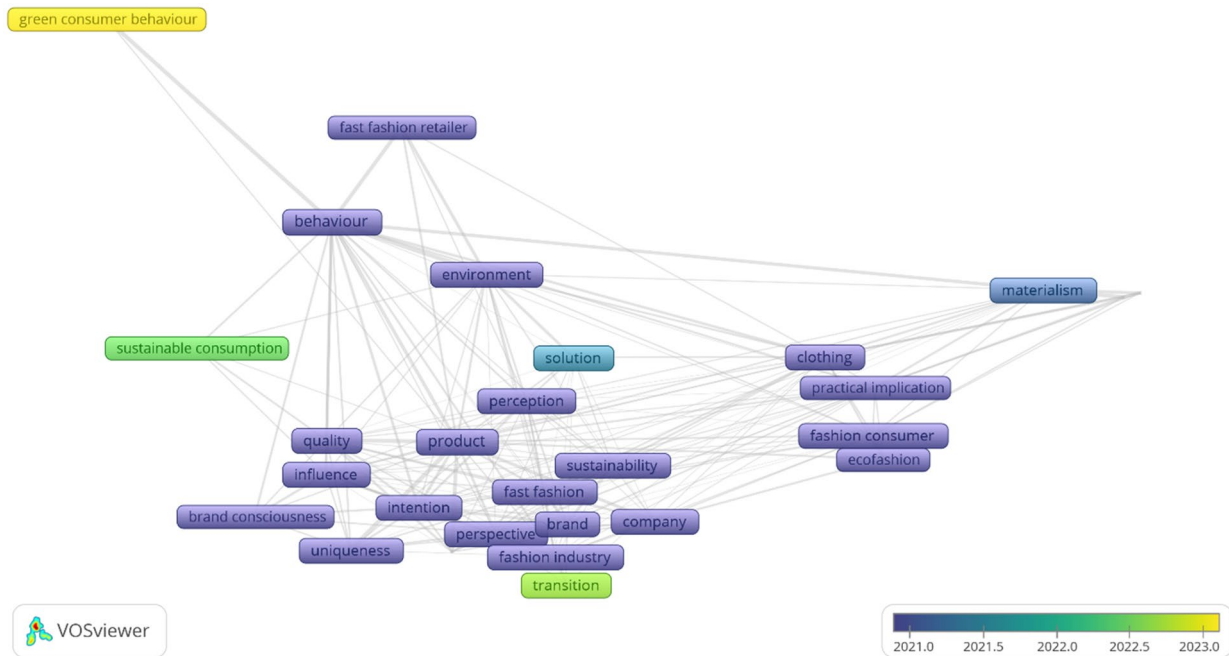 green consumer behaviour
fast fashion retailer
behaviour
environment
materialism
sustainable consumption
solution
clothing
practical implication
perception
quality
product
fashion consumer
sustainability
ecofashion
influence
fast fashion
intention
brand consciousness
perspective
brand
company
uniqueness
fashion industry
transition
VOSviewer
2021.0 2021.5 2022.0 2022.5 2023.0